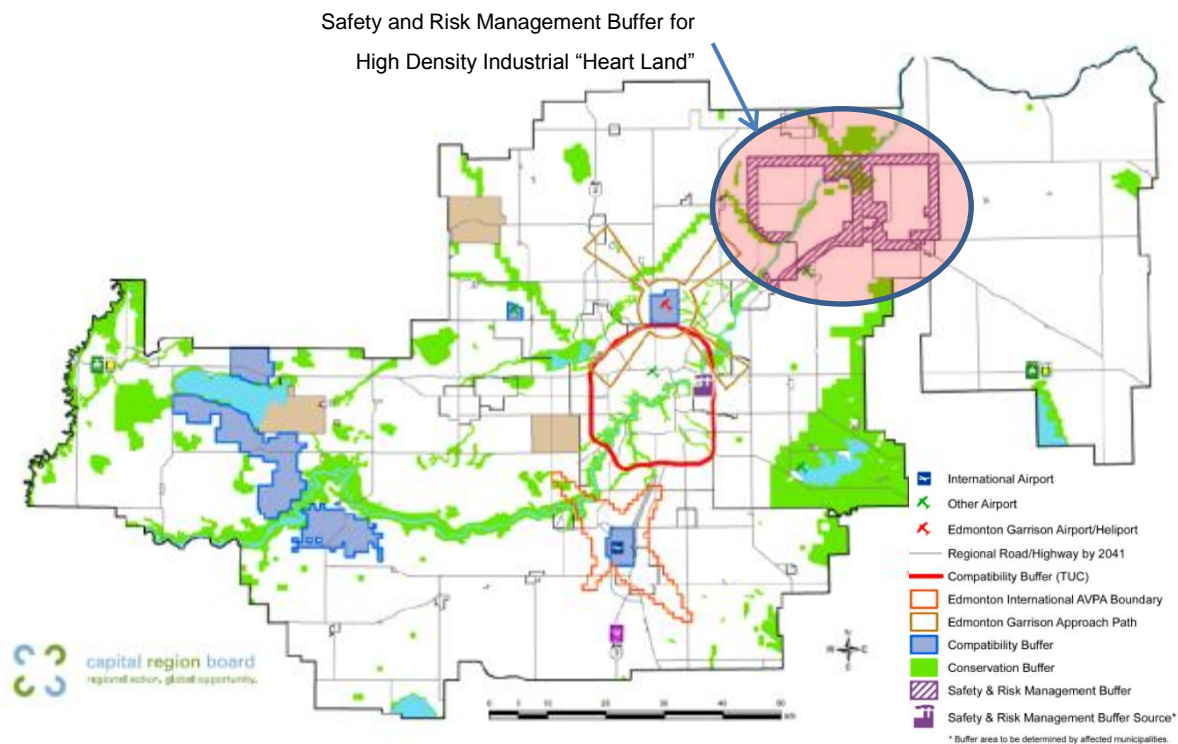 Safety and Risk Management Buffer for
High Density Industrial “Heart Land”
International Airport
Other Airport
Edmonton Garrison Airport/Heliport
Regional Road/Highway by 2041
Compatibility Buffer (TUC)
Edmonton International AVPA Boundary
Edmonton Garrison Approach Path
Compatibility Buffer
Conservation Buffer
Safety & Risk Management Buffer
Safety & Risk Management Buffer Source*
* Buffer area to be determined by affected municipalities.
capital region board
regional action. global opportunity.
0 10 20 30 40 50
km